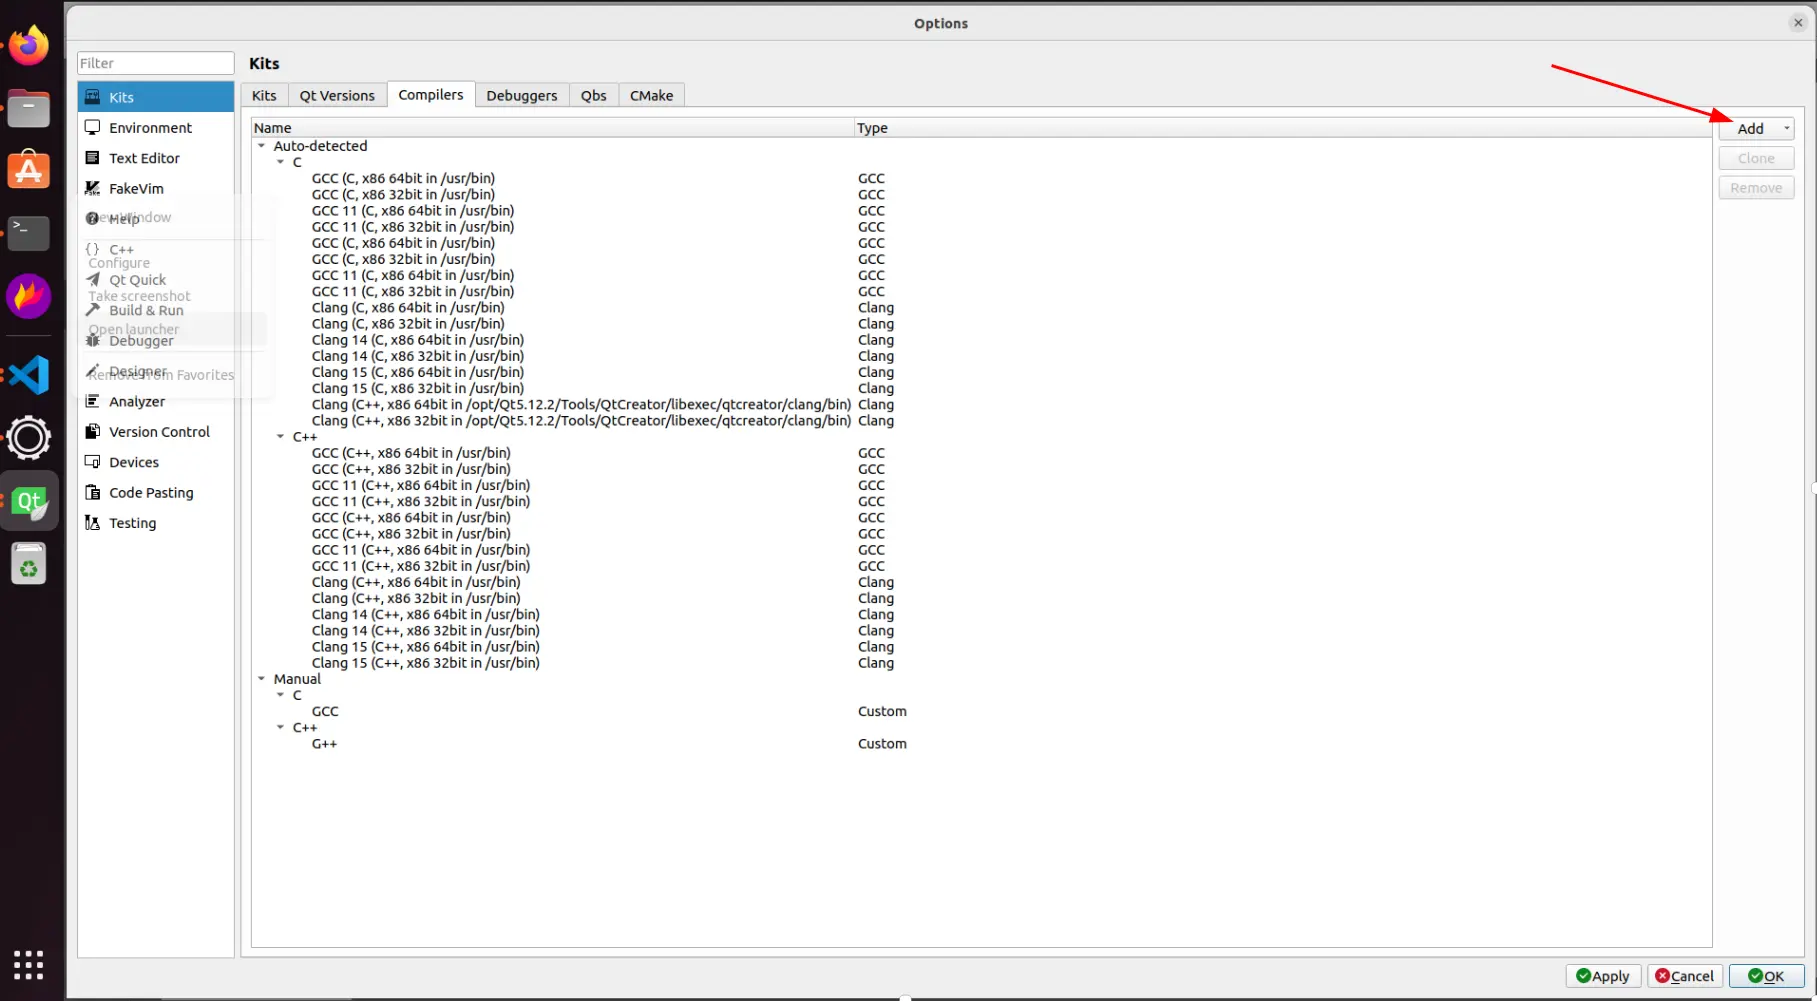 Options
Filter
Kits
Environment
Text Editor
FakeVim
New Window
Help
C++
Configure
Qt Quick
Take screenshot
Build & Run
Open launcher
Debugger
Designer
Remove from Favorites
Analyzer
Version Control
Devices
Code Pasting
Testing
Kits
Kits Qt Versions Compilers Debuggers Qbs CMake
Name Type
Auto-detected
C
GCC (C, x86 64bit in /usr/bin) GCC
GCC (C, x86 32bit in /usr/bin) GCC
GCC 11 (C, x86 64bit in /usr/bin) GCC
GCC 11 (C, x86 32bit in /usr/bin) GCC
GCC (C, x86 64bit in /usr/bin) GCC
GCC (C, x86 32bit in /usr/bin) GCC
GCC 11 (C, x86 64bit in /usr/bin) GCC
GCC 11 (C, x86 32bit in /usr/bin) GCC
Clang (C, x86 64bit in /usr/bin) Clang
Clang (C, x86 32bit in /usr/bin) Clang
Clang 14 (C, x86 64bit in /usr/bin) Clang
Clang 14 (C, x86 32bit in /usr/bin) Clang
Clang 15 (C, x86 64bit in /usr/bin) Clang
Clang 15 (C, x86 32bit in /usr/bin) Clang
Clang (C++, x86 64bit in /opt/Qt5.12.2/Tools/QtCreator/libexec/qtcreator/clang/bin) Clang
Clang (C++, x86 32bit in /opt/Qt5.12.2/Tools/QtCreator/libexec/qtcreator/clang/bin) Clang
C++
GCC (C++, x86 64bit in /usr/bin) GCC
GCC (C++, x86 32bit in /usr/bin) GCC
GCC 11 (C++, x86 64bit in /usr/bin) GCC
GCC 11 (C++, x86 32bit in /usr/bin) GCC
GCC (C++, x86 64bit in /usr/bin) GCC
GCC (C++, x86 32bit in /usr/bin) GCC
GCC 11 (C++, x86 64bit in /usr/bin) GCC
GCC 11 (C++, x86 32bit in /usr/bin) GCC
Clang (C++, x86 64bit in /usr/bin) Clang
Clang (C++, x86 32bit in /usr/bin) Clang
Clang 14 (C++, x86 64bit in /usr/bin) Clang
Clang 14 (C++, x86 32bit in /usr/bin) Clang
Clang 15 (C++, x86 64bit in /usr/bin) Clang
Clang 15 (C++, x86 32bit in /usr/bin) Clang
Manual
C
GCC Custom
C++
G++ Custom
Add
Clone
Remove
Qt
Apply Cancel OK